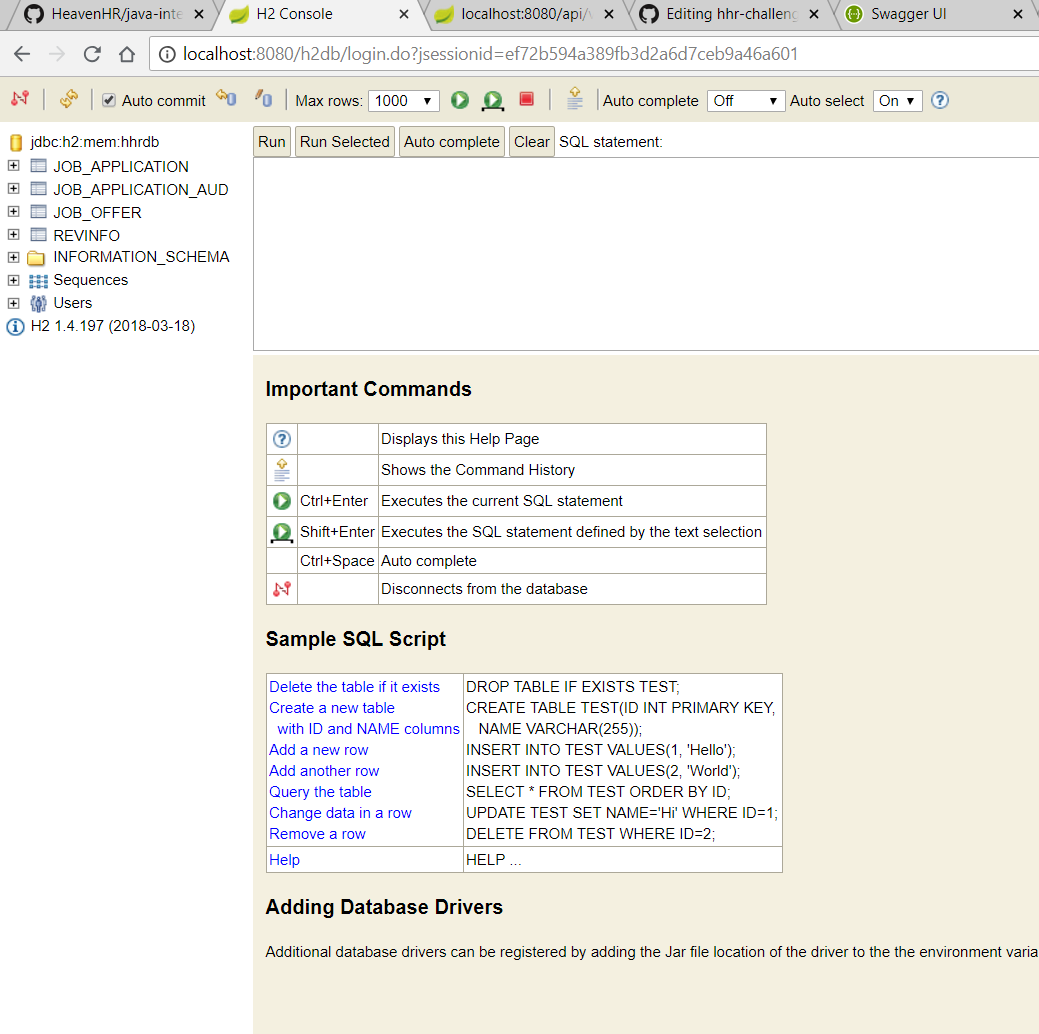 HeavenHR/java-inte
H2 Console
localhost:8080/api/
Editing hhr-challeng
Swagger UI
localhost:8080/h2db/login.do?jsessionid=ef72b594a389fb3d2a6d7ceb9a46a601
Auto commit Max rows: 1000 Auto complete Off Auto select On
jdbc:h2:mem:hhrdb
JOB_APPLICATION
JOB_APPLICATION_AUD
JOB_OFFER
REVINFO
INFORMATION_SCHEMA
Sequences
Users
H2 1.4.197 (2018-03-18)
Run Run Selected Auto complete Clear SQL statement:
Important Commands
Displays this Help Page
Shows the Command History
Ctrl+Enter Executes the current SQL statement
Shift+Enter Executes the SQL statement defined by the text selection
Ctrl+Space Auto complete
Disconnects from the database
Sample SQL Script
Delete the table if it exists DROP TABLE IF EXISTS TEST;
Create a new table CREATE TABLE TEST(ID INT PRIMARY KEY,
with ID and NAME columns NAME VARCHAR(255));
Add a new row INSERT INTO TEST VALUES(1, 'Hello');
Add another row INSERT INTO TEST VALUES(2, 'World');
Query the table SELECT * FROM TEST ORDER BY ID;
Change data in a row UPDATE TEST SET NAME='Hi' WHERE ID=1;
Remove a row DELETE FROM TEST WHERE ID=2;
Help HELP ...
Adding Database Drivers
Additional database drivers can be registered by adding the Jar file location of the driver to the the environment varia